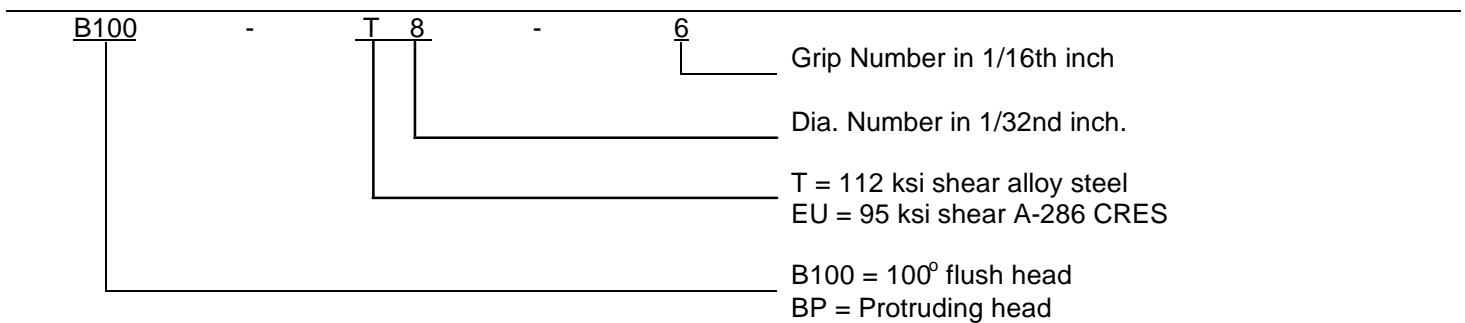 B100 - T 8 - 6
Grip Number in 1/16th inch
Dia. Number in 1/32nd inch.
T = 112 ksi shear alloy steel
EU = 95 ksi shear A-286 CRES
B100 = 100° flush head
BP = Protruding head